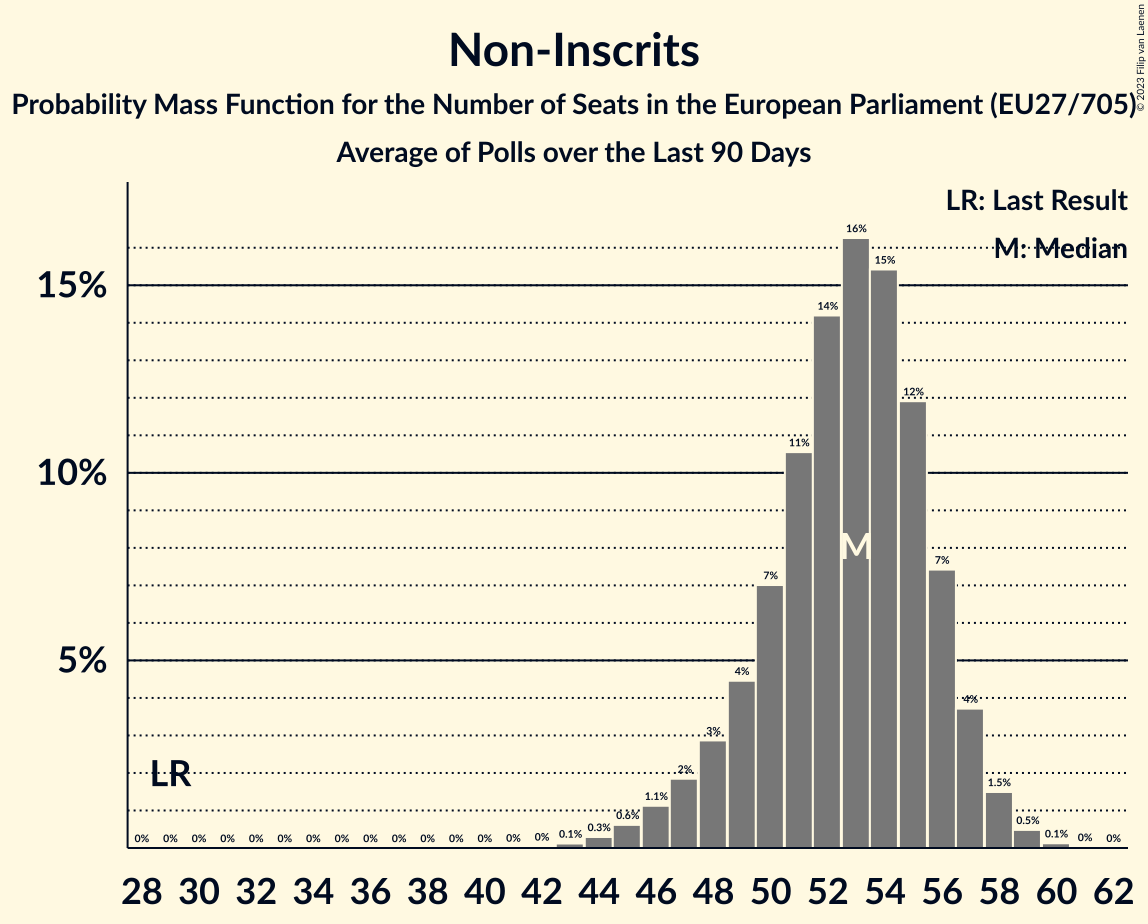 Non-Inscrits
Probability Mass Function for the Number of Seats in the European Parliament (EU27/705)
Average of Polls over the Last 90 Days
© 2023 Filip van Laenen
LR: Last Result
M: Median
15%
10%
5%
LR
M
0% 0% 0% 0% 0% 0% 0% 0% 0% 0% 0% 0% 0% 0% 0% 0.1% 0.3% 0.6% 1.1% 2% 3% 4% 7% 11% 14% 16% 15% 12% 7% 4% 1.5% 0.5% 0.1% 0% 0%
28 30 32 34 36 38 40 42 44 46 48 50 52 54 56 58 60 62